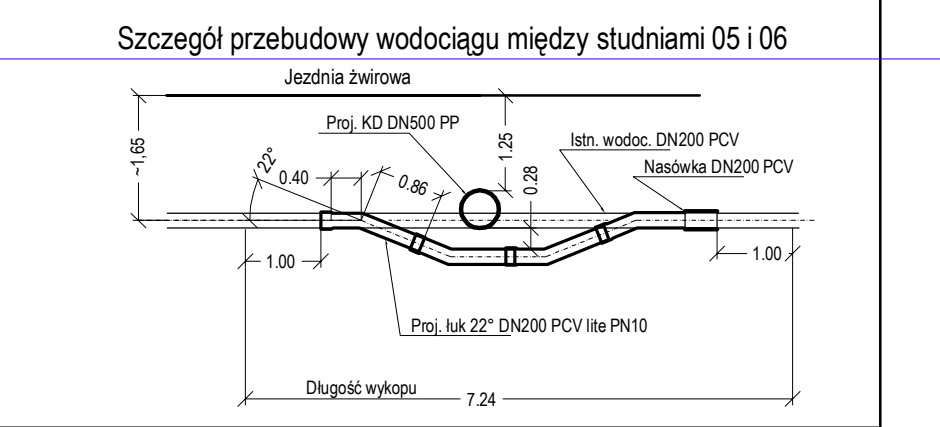 Szczegół przebudowy wodociągu między studniami 05 i 06
Jezdnia żwirowa
Proj. KD DN500 PP
Istn. wodoc. DN200 PCV
Nasówka DN200 PCV
~1,65
22°
0.40
0.86
1.25
0.28
1.00
1.00
Proj. łuk 22° DN200 PCV lite PN10
Długość wykopu
7.24